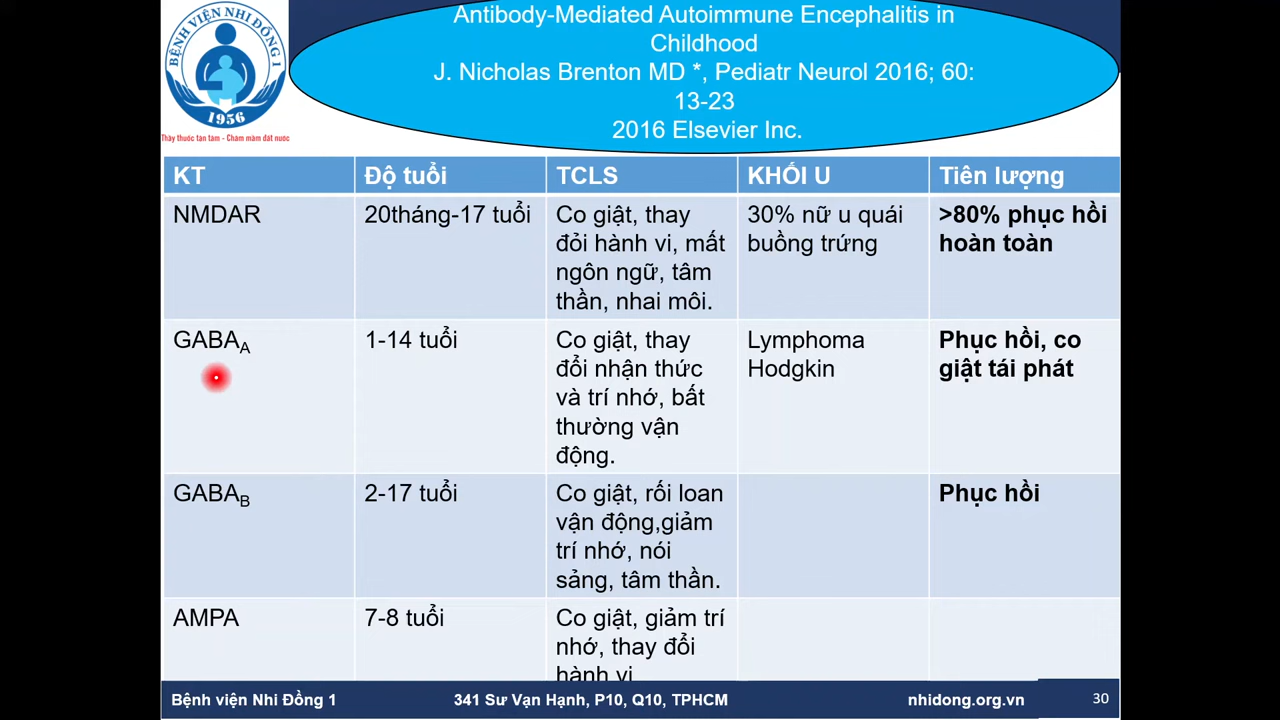 BỆNH VIỆN NHI ĐỒNG 1
1956
Thầy thuốc tận tâm - Chăm mầm đất nước
Antibody-Mediated Autoimmune Encephalitis in
Childhood
J. Nicholas Brenton MD *, Pediatr Neurol 2016; 60:
13-23
2016 Elsevier Inc.
KT Độ tuổi TCLS KHỐI U Tiên lượng
NMDAR 20tháng-17 tuổi Co giật, thay 30% nữ u quái >80% phục hồi
đỏi hành vi, mất buồng trứng hoàn toàn
ngôn ngữ, tâm
thần, nhai môi.
GABAA 1-14 tuổi Co giật, thay Lymphoma Phục hồi, co
đổi nhận thức Hodgkin giật tái phát
và trí nhớ, bất
thường vận
động.
GABAB 2-17 tuổi Co giật, rối loan Phục hồi
vận động,giảm
trí nhớ, nói
sảng, tâm thần.
AMPA 7-8 tuổi Co giật, giảm trí
nhớ, thay đổi
hành vi
Bệnh viện Nhi Đồng 1 341 Sư Vạn Hạnh, P10, Q10, TPHCM nhidong.org.vn 30